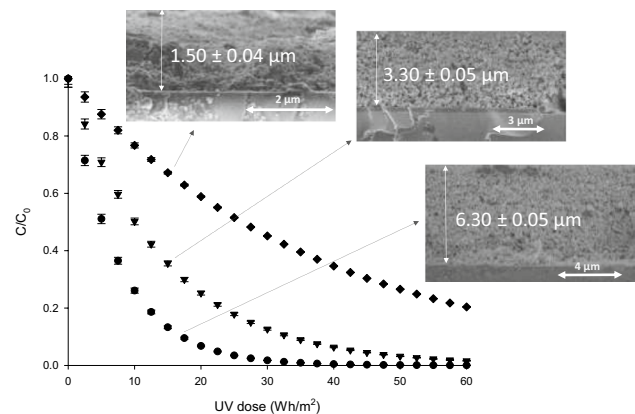 1.50 ± 0.04 µm
2 µm
3.30 ± 0.05 µm
3 µm
6.30 ± 0.05 µm
4 µm
C/C0
1.0
0.8
0.6
0.4
0.2
0.0
0 10 20 30 40 50 60
UV dose (Wh/m²)